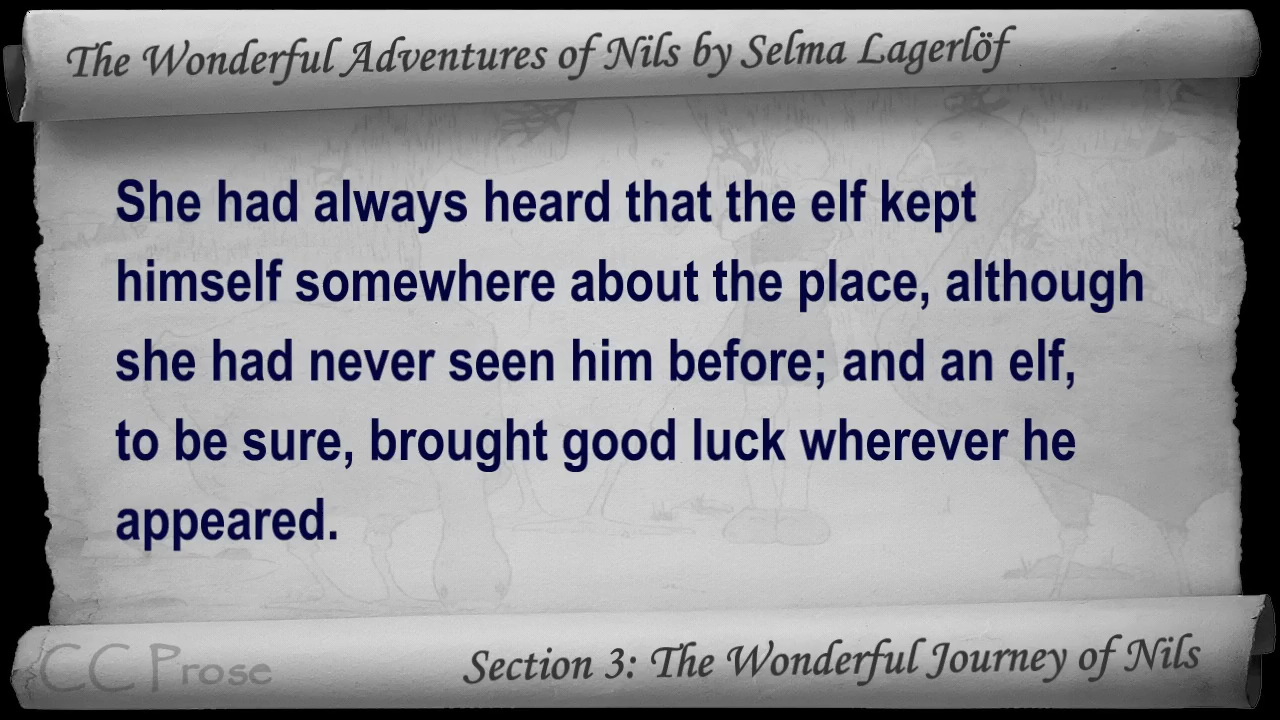 The Wonderful Adventures of Nils by Selma Lagerlöf
She had always heard that the elf kept
himself somewhere about the place, although
she had never seen him before; and an elf,
to be sure, brought good luck wherever he
appeared.
CC Prose
Section 3: The Wonderful Journey of Nils